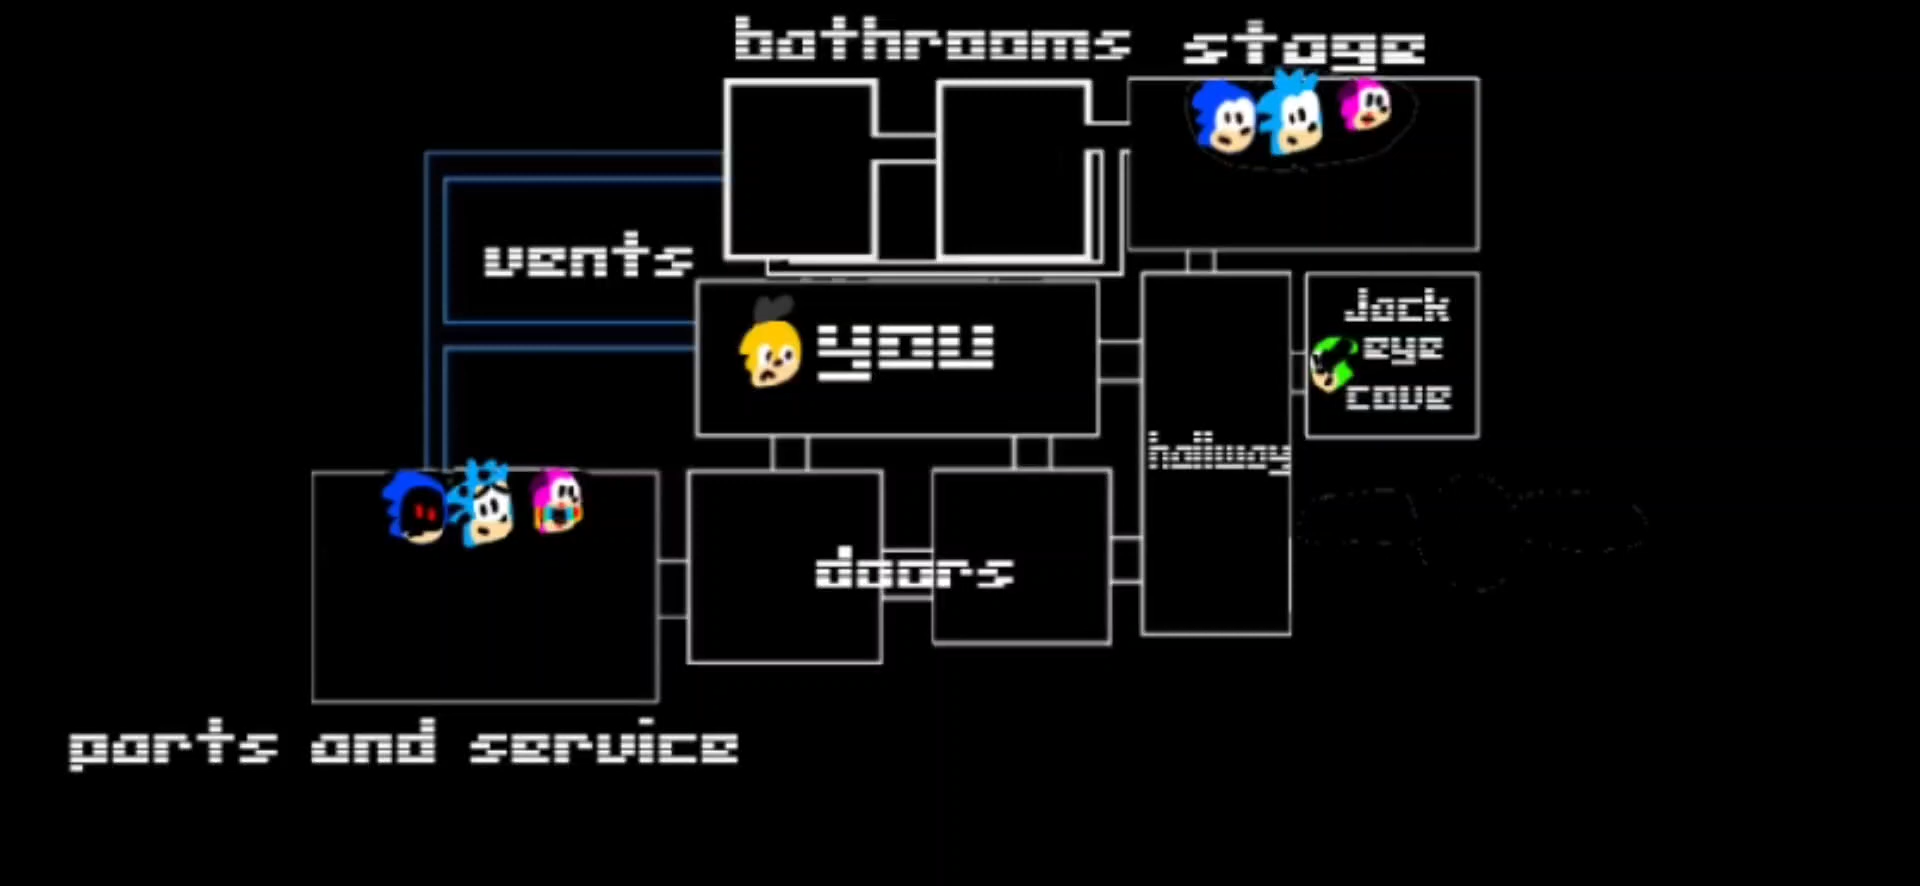 bathrooms
stage
vents
you
Jack
eye
cove
hallway
doors
parts and service